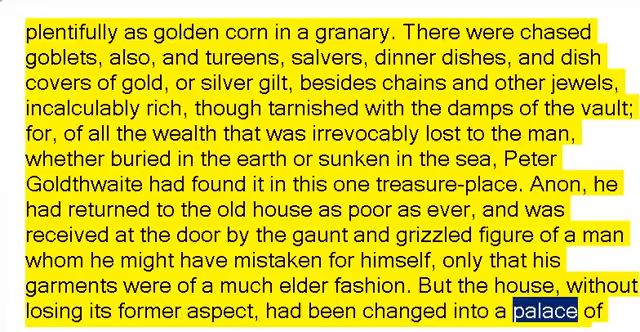 plentifully as golden corn in a granary. There were chased
goblets, also, and tureens, salvers, dinner dishes, and dish
covers of gold, or silver gilt, besides chains and other jewels,
incalculably rich, though tarnished with the damps of the vault;
for, of all the wealth that was irrevocably lost to the man,
whether buried in the earth or sunken in the sea, Peter
Goldthwaite had found it in this one treasure-place. Anon, he
had returned to the old house as poor as ever, and was
received at the door by the gaunt and grizzled figure of a man
whom he might have mistaken for himself, only that his
garments were of a much elder fashion. But the house, without
losing its former aspect, had been changed into a palace of